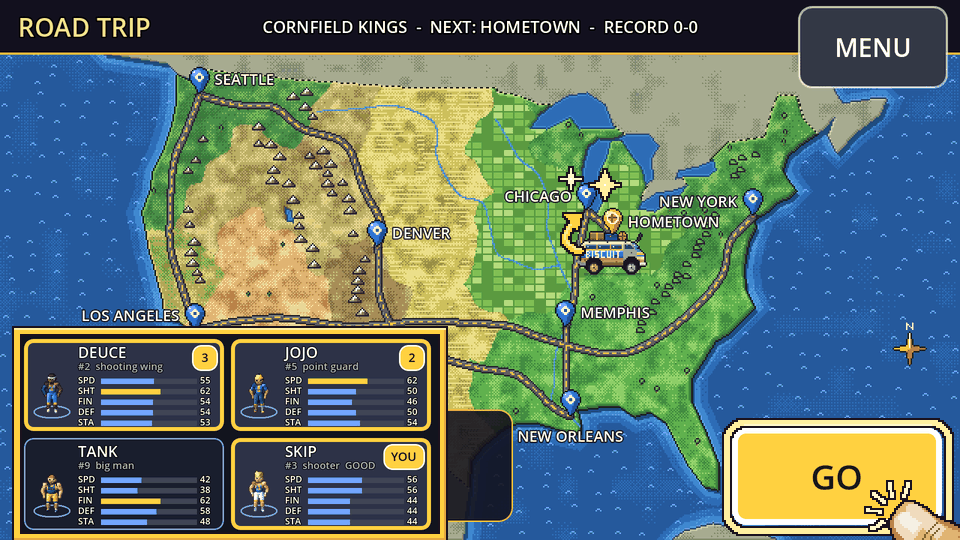 ROAD TRIP
CORNFIELD KINGS - NEXT: HOMETOWN - RECORD 0-0
MENU
SEATTLE
CHICAGO
NEW YORK
HOMETOWN
DENVER
BISCUIT
LOS ANGELES
MEMPHIS
N
DEUCE
#2 shooting wing
3
SPD 55
SHT 62
FIN 54
DEF 54
STA 53
JOJO
#5 point guard
2
SPD 62
SHT 50
FIN 46
DEF 50
STA 54
TANK
#9 big man
SPD 42
SHT 38
FIN 62
DEF 58
STA 48
SKIP
#3 shooter GOOD
YOU
SPD 56
SHT 56
FIN 44
DEF 44
STA 44
NEW ORLEANS
GO